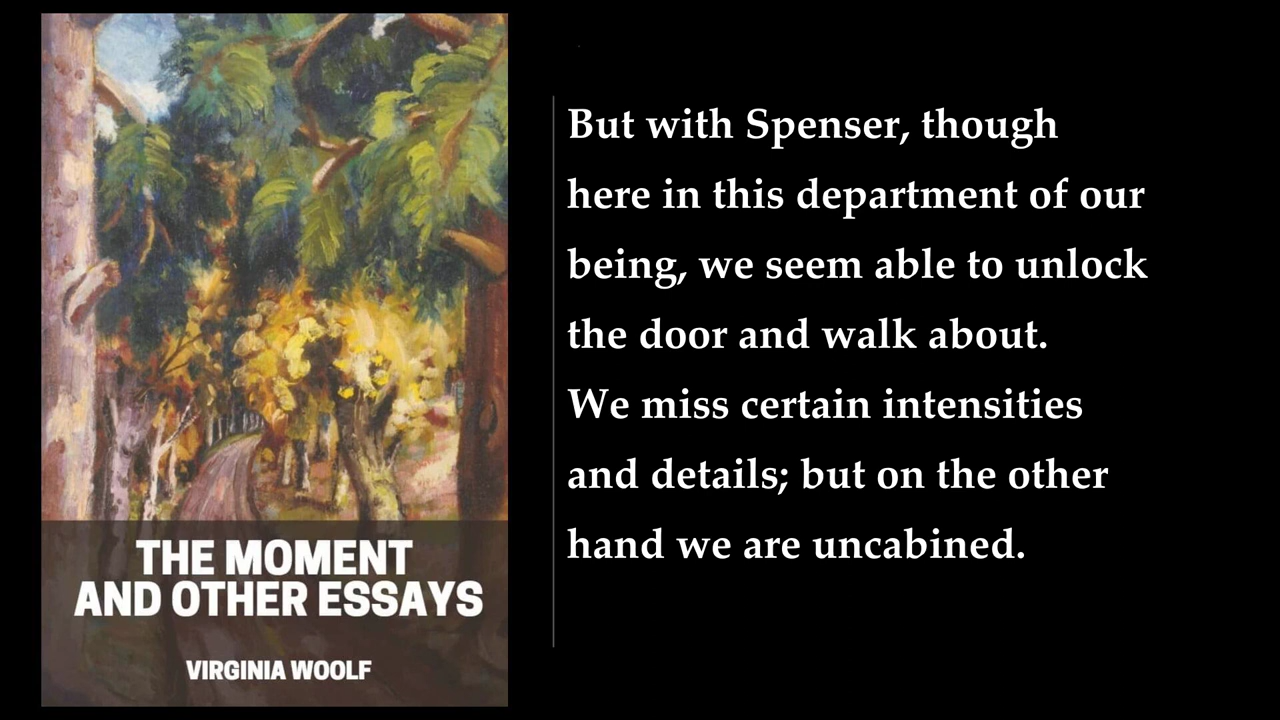 THE MOMENT
AND OTHER ESSAYS
VIRGINIA WOOLF
But with Spenser, though
here in this department of our
being, we seem able to unlock
the door and walk about.
We miss certain intensities
and details; but on the other
hand we are uncabined.